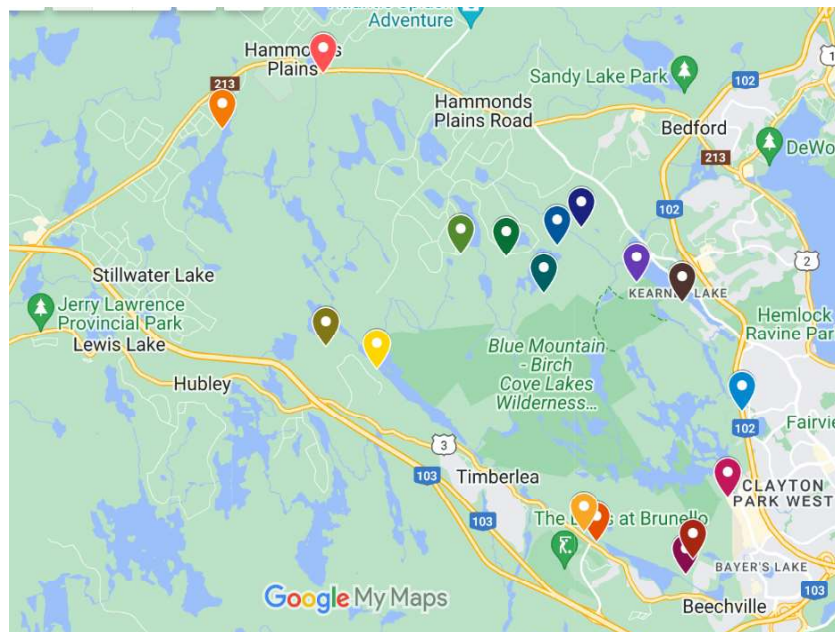 Adventure
Hammonds
Plains
213
Sandy Lake Park
102
1
Hammonds
Plains Road
Bedford
DeWo
213
102
2
Stillwater Lake
Jerry Lawrence
Provincial Park
Lewis Lake
KEARNEY LAKE
Hemlock
Ravine Par
Blue Mountain
- Birch
Cove Lakes
Wilderness...
Hubley
102
Fairvie
3
103
Timberlea
CLAYTON
PARK WEST
103
The Links at Brunello
103
BAYER'S LAKE
Google My Maps
Beechville